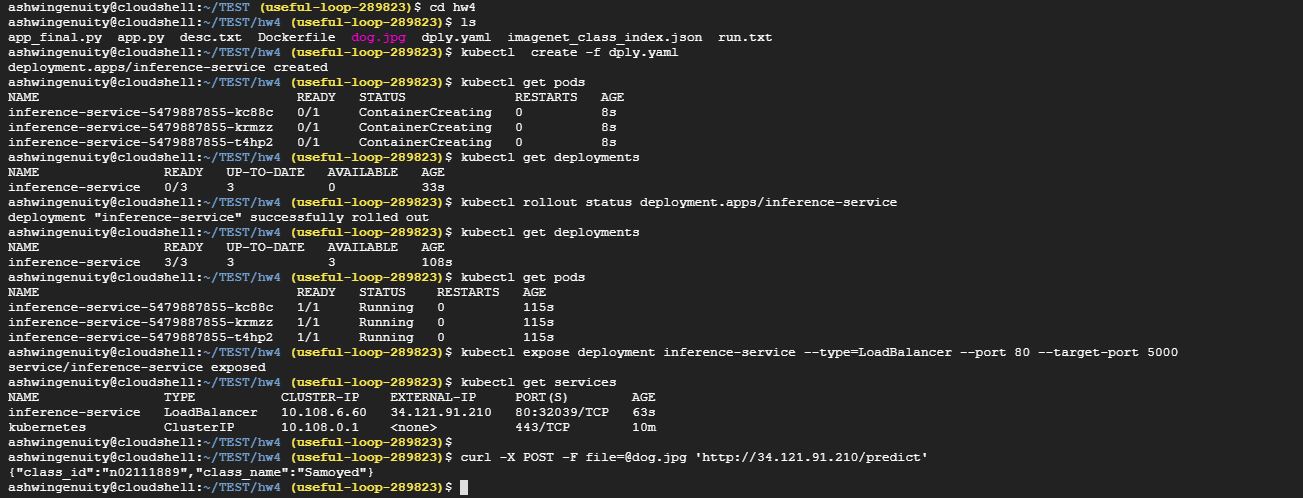 ashwingenuity@cloudshell:~/TEST (useful-loop-289823)$ cd hw4
ashwingenuity@cloudshell:~/TEST/hw4 (useful-loop-289823)$ ls
app_final.py  app.py  desc.txt  Dockerfile  dog.jpg  dply.yaml  imagenet_class_index.json  run.txt
ashwingenuity@cloudshell:~/TEST/hw4 (useful-loop-289823)$ kubectl  create -f dply.yaml
deployment.apps/inference-service created
ashwingenuity@cloudshell:~/TEST/hw4 (useful-loop-289823)$ kubectl get pods
NAME                                 READY   STATUS              RESTARTS   AGE
inference-service-5479887855-kc88c   0/1     ContainerCreating   0          8s
inference-service-5479887855-krmzz   0/1     ContainerCreating   0          8s
inference-service-5479887855-t4hp2   0/1     ContainerCreating   0          8s
ashwingenuity@cloudshell:~/TEST/hw4 (useful-loop-289823)$ kubectl get deployments
NAME                READY   UP-TO-DATE   AVAILABLE   AGE
inference-service   0/3     3            0           33s
ashwingenuity@cloudshell:~/TEST/hw4 (useful-loop-289823)$ kubectl rollout status deployment.apps/inference-service
deployment "inference-service" successfully rolled out
ashwingenuity@cloudshell:~/TEST/hw4 (useful-loop-289823)$ kubectl get deployments
NAME                READY   UP-TO-DATE   AVAILABLE   AGE
inference-service   3/3     3            3           108s
ashwingenuity@cloudshell:~/TEST/hw4 (useful-loop-289823)$ kubectl get pods
NAME                                 READY   STATUS    RESTARTS   AGE
inference-service-5479887855-kc88c   1/1     Running   0          115s
inference-service-5479887855-krmzz   1/1     Running   0          115s
inference-service-5479887855-t4hp2   1/1     Running   0          115s
ashwingenuity@cloudshell:~/TEST/hw4 (useful-loop-289823)$ kubectl expose deployment inference-service --type=LoadBalancer --port 80 --target-port 5000
service/inference-service exposed
ashwingenuity@cloudshell:~/TEST/hw4 (useful-loop-289823)$ kubectl get services
NAME                TYPE           CLUSTER-IP    EXTERNAL-IP     PORT(S)        AGE
inference-service   LoadBalancer   10.108.6.60   34.121.91.210   80:32039/TCP   63s
kubernetes          ClusterIP      10.108.0.1    <none>          443/TCP        10m
ashwingenuity@cloudshell:~/TEST/hw4 (useful-loop-289823)$
ashwingenuity@cloudshell:~/TEST/hw4 (useful-loop-289823)$ curl -X POST -F file=@dog.jpg 'http://34.121.91.210/predict'
{"class_id":"n02111889","class_name":"Samoyed"}
ashwingenuity@cloudshell:~/TEST/hw4 (useful-loop-289823)$